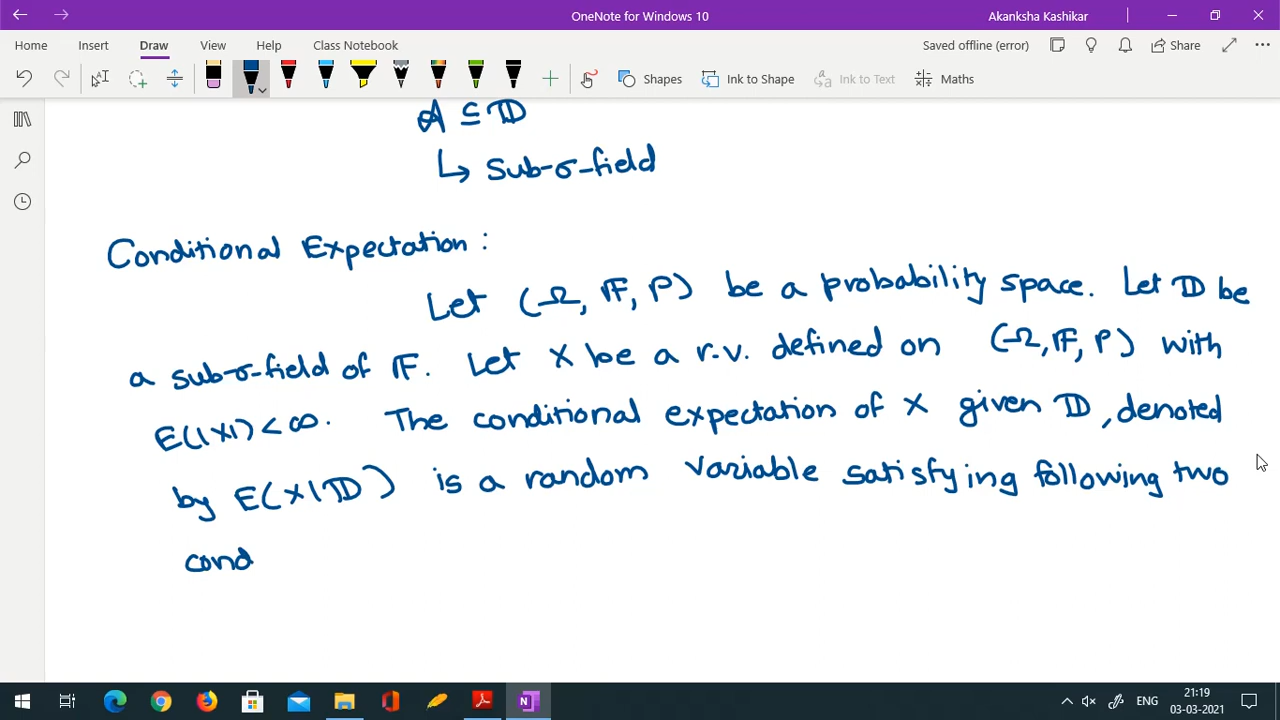 OneNote for Windows 10
Akanksha Kashikar
Home Insert Draw View Help Class Notebook
Saved offline (error) Share
Shapes Ink to Shape Ink to Text Maths
𝔸 ⊆ 𝔻
↳ Sub-σ-field
Conditional Expectation :
Let (Ω, 𝔽, P) be a probability space. Let 𝔻 be
a sub-σ-field of 𝔽. Let X be a r.v. defined on (Ω, 𝔽, P) with
E(|X|) < ∞. The conditional expectation of X given 𝔻, denoted
by E(X|𝔻) is a random variable satisfying following two
cond
ENG
21:19
03-03-2021